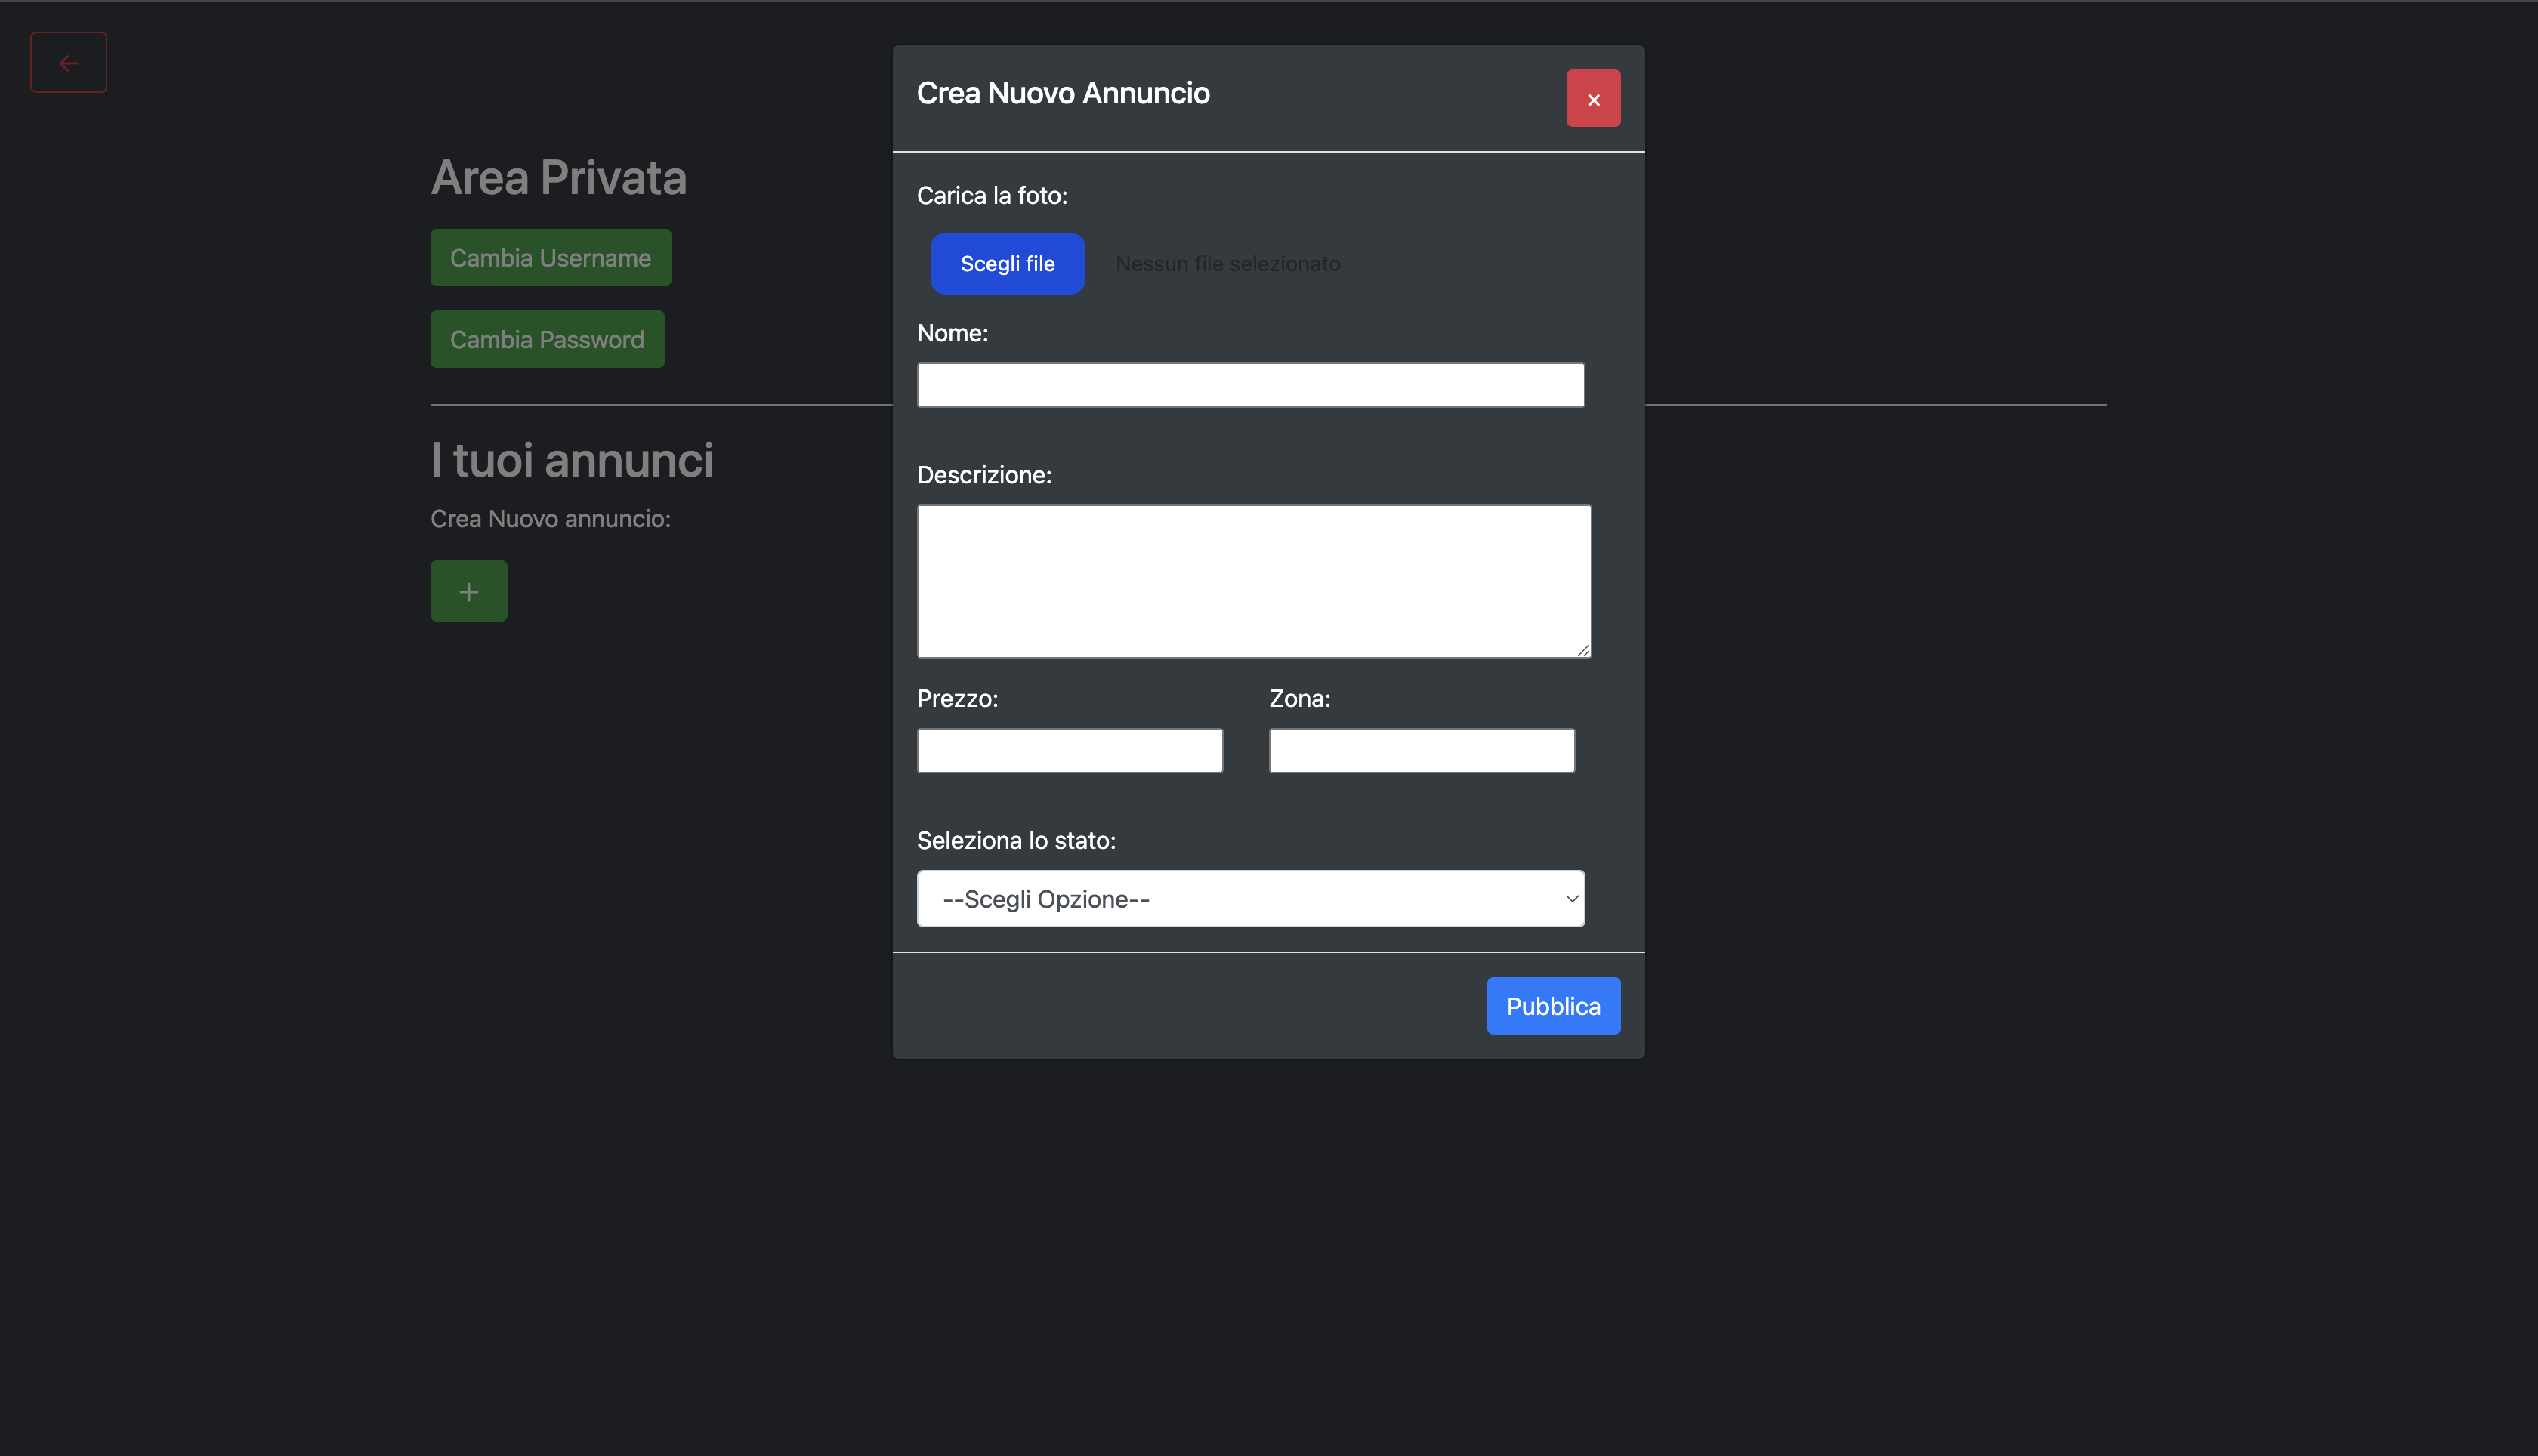 Crea Nuovo Annuncio
×
Carica la foto:
Scegli file Nessun file selezionato
Nome:
Descrizione:
Prezzo: Zona:
Seleziona lo stato:
--Scegli Opzione--
Pubblica
Area Privata
Cambia Username
Cambia Password
I tuoi annunci
Crea Nuovo annuncio:
+